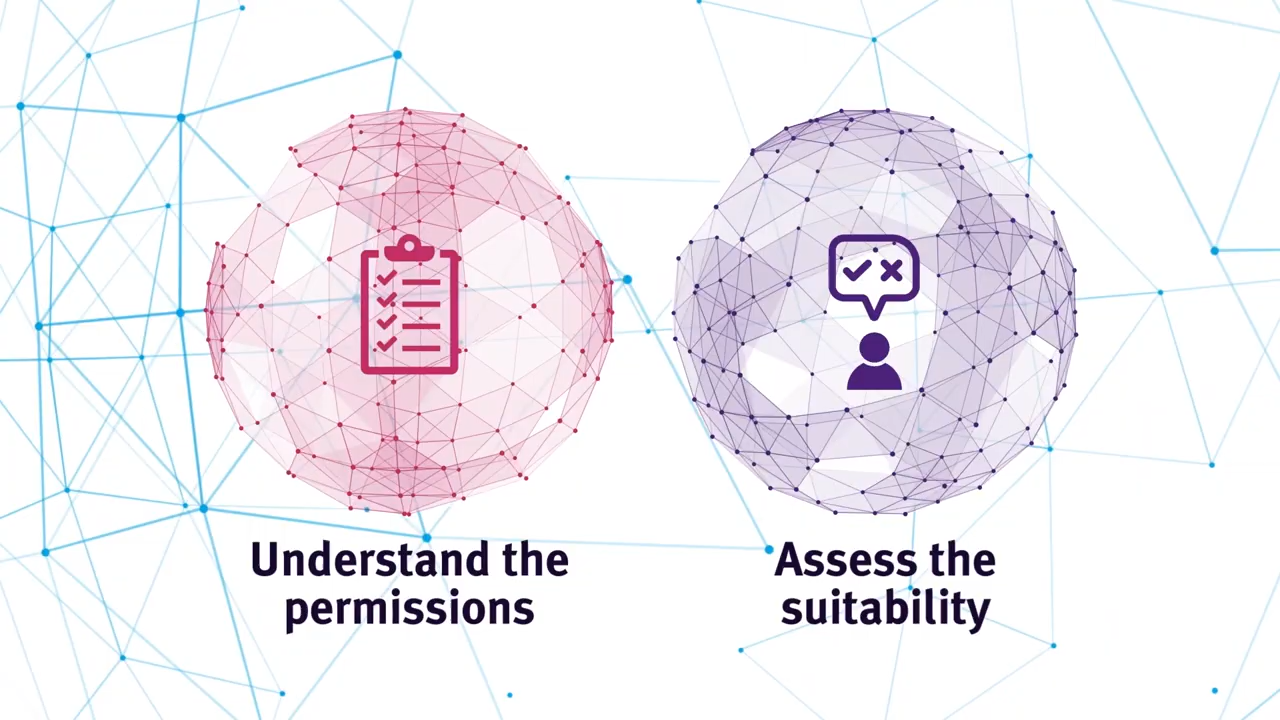 Understand the
permissions
Assess the
suitability